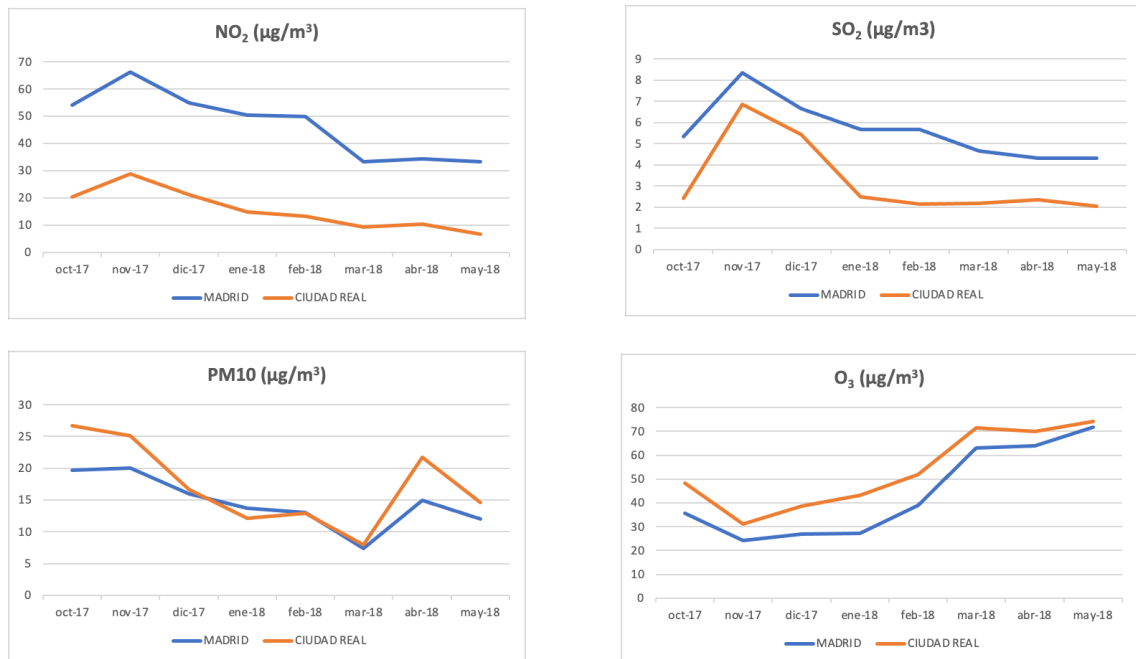 NO₂ (µg/m³)
70
60
50
40
30
20
10
0
oct-17 nov-17 dic-17 ene-18 feb-18 mar-18 abr-18 may-18
MADRID CIUDAD REAL
SO₂ (µg/m3)
9
8
7
6
5
4
3
2
1
0
oct-17 nov-17 dic-17 ene-18 feb-18 mar-18 abr-18 may-18
MADRID CIUDAD REAL
PM10 (µg/m³)
30
25
20
15
10
5
0
oct-17 nov-17 dic-17 ene-18 feb-18 mar-18 abr-18 may-18
MADRID CIUDAD REAL
O₃ (µg/m³)
80
70
60
50
40
30
20
10
0
oct-17 nov-17 dic-17 ene-18 feb-18 mar-18 abr-18 may-18
MADRID CIUDAD REAL